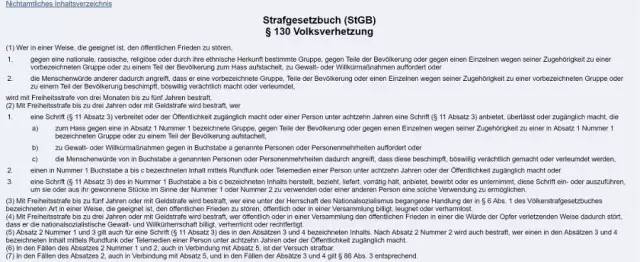 Nichtamtliches Inhaltsverzeichnis
Strafgesetzbuch (StGB)
§ 130 Volksverhetzung
(1) Wer in einer Weise, die geeignet ist, den öffentlichen Frieden zu stören,
1. gegen eine nationale, rassische, religiöse oder durch ihre ethnische Herkunft bestimmte Gruppe, gegen Teile der Bevölkerung oder gegen einen Einzelnen wegen seiner Zugehörigkeit zu einer
vorbezeichneten Gruppe oder zu einem Teil der Bevölkerung zum Hass aufstachelt, zu Gewalt- oder Willkürmaßnahmen auffordert oder
2. die Menschenwürde anderer dadurch angreift, dass er eine vorbezeichnete Gruppe, Teile der Bevölkerung oder einen Einzelnen wegen seiner Zugehörigkeit zu einer vorbezeichneten Gruppe oder
zu einem Teil der Bevölkerung beschimpft, böswillig verächtlich macht oder verleumdet,
wird mit Freiheitsstrafe von drei Monaten bis zu fünf Jahren bestraft.
(2) Mit Freiheitsstrafe bis zu drei Jahren oder mit Geldstrafe wird bestraft, wer
1. eine Schrift (§ 11 Absatz 3) verbreitet oder der Öffentlichkeit zugänglich macht oder einer Person unter achtzehn Jahren eine Schrift (§ 11 Absatz 3) anbietet, überlässt oder zugänglich macht, die
a) zum Hass gegen eine in Absatz 1 Nummer 1 bezeichnete Gruppe, gegen Teile der Bevölkerung oder gegen einen Einzelnen wegen seiner Zugehörigkeit zu einer in Absatz 1 Nummer 1
bezeichneten Gruppe oder zu einem Teil der Bevölkerung aufstachelt,
b) zu Gewalt- oder Willkürmaßnahmen gegen in Buchstabe a genannte Personen oder Personenmehrheiten auffordert oder
c) die Menschenwürde von in Buchstabe a genannten Personen oder Personenmehrheiten dadurch angreift, dass diese beschimpft, böswillig verächtlich gemacht oder verleumdet werden,
2. einen in Nummer 1 Buchstabe a bis c bezeichneten Inhalt mittels Rundfunk oder Telemedien einer Person unter achtzehn Jahren oder der Öffentlichkeit zugänglich macht oder
3. eine Schrift (§ 11 Absatz 3) des in Nummer 1 Buchstabe a bis c bezeichneten Inhalts herstellt, bezieht, liefert, vorrätig hält, anbietet, bewirbt oder es unternimmt, diese Schrift ein- oder auszuführen,
um sie oder aus ihr gewonnene Stücke im Sinne der Nummer 1 oder Nummer 2 zu verwenden oder einer anderen Person eine solche Verwendung zu ermöglichen.
(3) Mit Freiheitsstrafe bis zu fünf Jahren oder mit Geldstrafe wird bestraft, wer eine unter der Herrschaft des Nationalsozialismus begangene Handlung der in § 6 Abs. 1 des Völkerstrafgesetzbuches
bezeichneten Art in einer Weise, die geeignet ist, den öffentlichen Frieden zu stören, öffentlich oder in einer Versammlung billigt, leugnet oder verharmlost.
(4) Mit Freiheitsstrafe bis zu drei Jahren oder mit Geldstrafe wird bestraft, wer öffentlich oder in einer Versammlung den öffentlichen Frieden in einer die Würde der Opfer verletzenden Weise dadurch stört,
dass er die nationalsozialistische Gewalt- und Willkürherrschaft billigt, verherrlicht oder rechtfertigt.
(5) Absatz 2 Nummer 1 und 3 gilt auch für eine Schrift (§ 11 Absatz 3) des in den Absätzen 3 und 4 bezeichneten Inhalts. Nach Absatz 2 Nummer 2 wird auch bestraft, wer einen in den Absätzen 3 und 4
bezeichneten Inhalt mittels Rundfunk oder Telemedien einer Person unter achtzehn Jahren oder der Öffentlichkeit zugänglich macht.
(6) In den Fällen des Absatzes 2 Nummer 1 und 2, auch in Verbindung mit Absatz 5, ist der Versuch strafbar.
(7) In den Fällen des Absatzes 2, auch in Verbindung mit Absatz 5, und in den Fällen der Absätze 3 und 4 gilt § 86 Abs. 3 entsprechend.